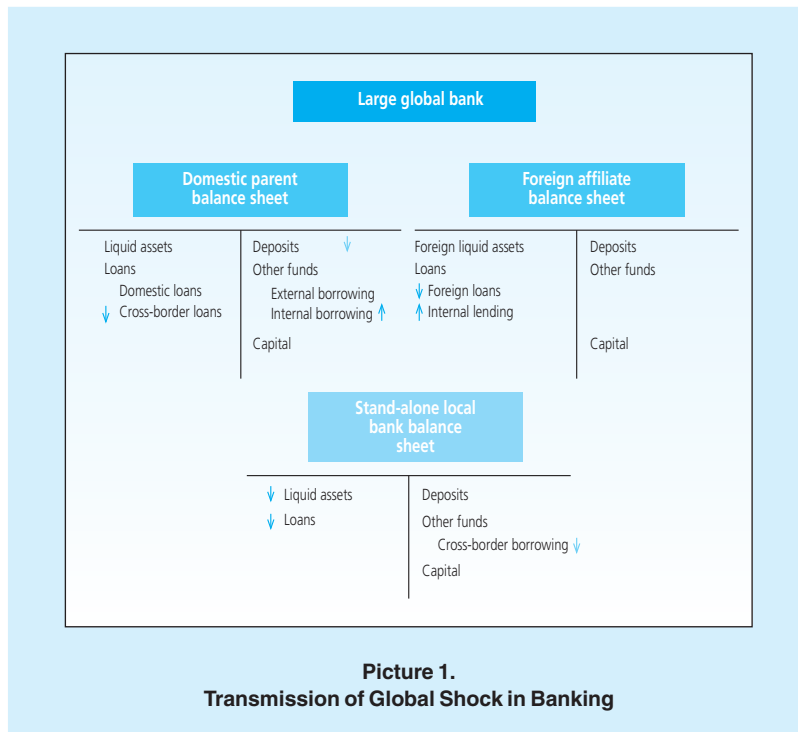 Large global bank
Domestic parent
balance sheet
Liquid assets
Loans
Domestic loans
Cross-border loans
Deposits
Other funds
External borrowing
Internal borrowing
Capital
Foreign affiliate
balance sheet
Foreign liquid assets
Loans
Foreign loans
Internal lending
Deposits
Other funds
Capital
Stand-alone local
bank balance
sheet
Liquid assets
Loans
Deposits
Other funds
Cross-border borrowing
Capital
Picture 1.
Transmission of Global Shock in Banking